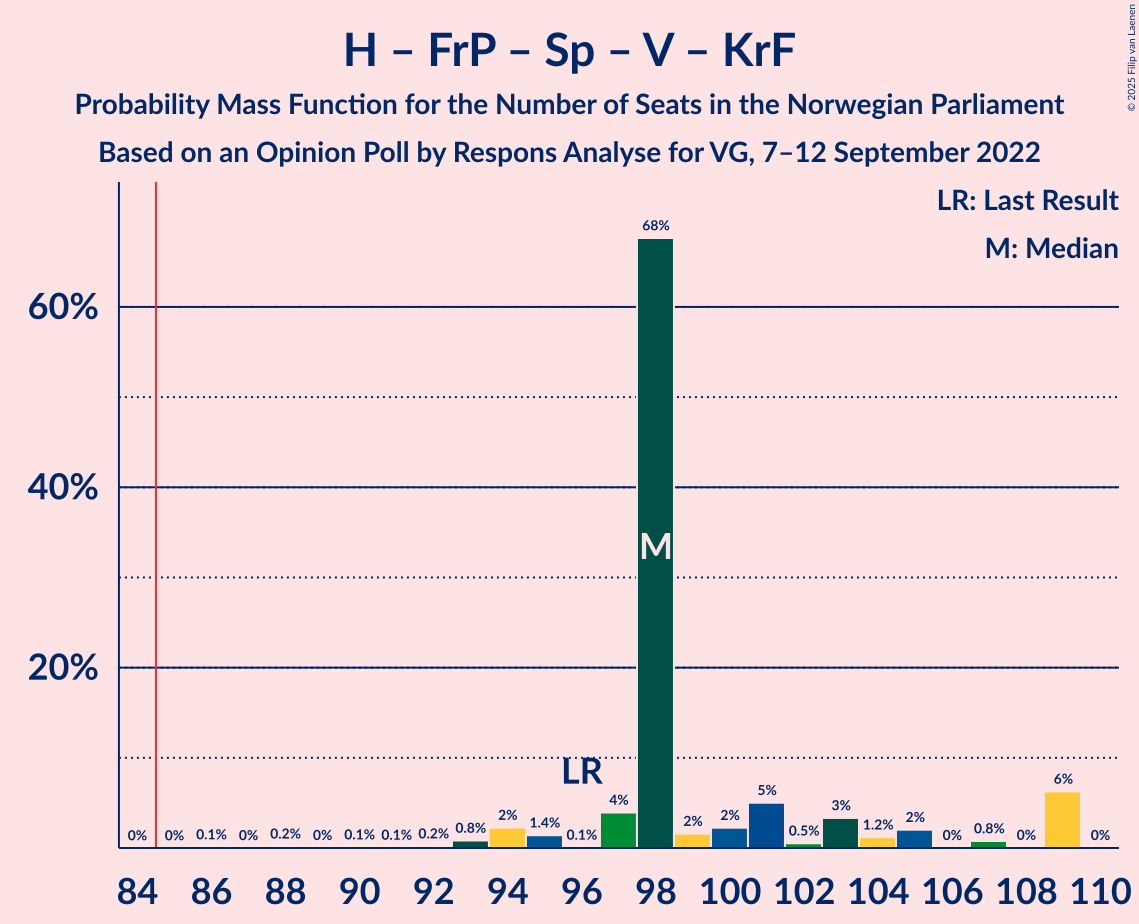 H – FrP – Sp – V – KrF
Probability Mass Function for the Number of Seats in the Norwegian Parliament
Based on an Opinion Poll by Respons Analyse for VG, 7–12 September 2022
© 2025 Filip van Laenen
LR: Last Result
M: Median
60%
40%
20%
0% 0% 0.1% 0% 0.2% 0% 0.1% 0.1% 0.2% 0.8% 2% 1.4% 0.1% 4% 68% 2% 2% 5% 0.5% 3% 1.2% 2% 0% 0.8% 0% 6% 0%
LR
M
84 86 88 90 92 94 96 98 100 102 104 106 108 110